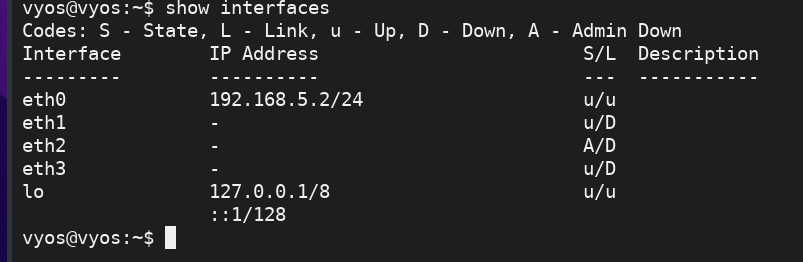 vyos@vyos:~$ show interfaces
Codes: S - State, L - Link, u - Up, D - Down, A - Admin Down
Interface        IP Address                        S/L  Description
---------        ----------                        ---  -----------
eth0             192.168.5.2/24                    u/u
eth1             -                                 u/D
eth2             -                                 A/D
eth3             -                                 u/D
lo               127.0.0.1/8                       u/u
                 ::1/128
vyos@vyos:~$